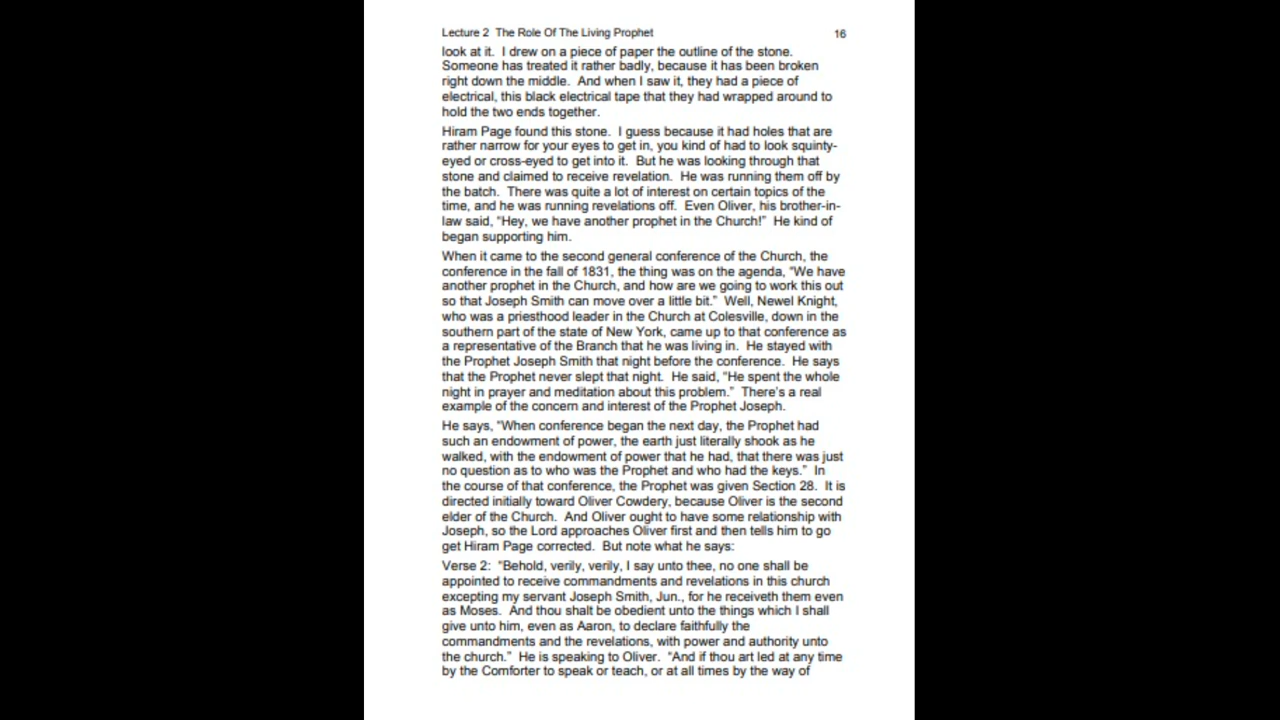 Lecture 2 The Role Of The Living Prophet 16
look at it. I drew on a piece of paper the outline of the stone.
Someone has treated it rather badly, because it has been broken
right down the middle. And when I saw it, they had a piece of
electrical, this black electrical tape that they had wrapped around to
hold the two ends together.
Hiram Page found this stone. I guess because it had holes that are
rather narrow for your eyes to get in, you kind of had to look squinty-
eyed or cross-eyed to get into it. But he was looking through that
stone and claimed to receive revelation. He was running them off by
the batch. There was quite a lot of interest on certain topics of the
time, and he was running revelations off. Even Oliver, his brother-in-
law said, “Hey, we have another prophet in the Church!” He kind of
began supporting him.
When it came to the second general conference of the Church, the
conference in the fall of 1831, the thing was on the agenda, “We have
another prophet in the Church, and how are we going to work this out
so that Joseph Smith can move over a little bit.” Well, Newel Knight,
who was a priesthood leader in the Church at Colesville, down in the
southern part of the state of New York, came up to that conference as
a representative of the Branch that he was living in. He stayed with
the Prophet Joseph Smith that night before the conference. He says
that the Prophet never slept that night. He said, “He spent the whole
night in prayer and meditation about this problem.” There’s a real
example of the concern and interest of the Prophet Joseph.
He says, “When conference began the next day, the Prophet had
such an endowment of power, the earth just literally shook as he
walked, with the endowment of power that he had, that there was just
no question as to who was the Prophet and who had the keys.” In
the course of that conference, the Prophet was given Section 28. It is
directed initially toward Oliver Cowdery, because Oliver is the second
elder of the Church. And Oliver ought to have some relationship with
Joseph, so the Lord approaches Oliver first and then tells him to go
get Hiram Page corrected. But note what he says:
Verse 2: “Behold, verily, verily, I say unto thee, no one shall be
appointed to receive commandments and revelations in this church
excepting my servant Joseph Smith, Jun., for he receiveth them even
as Moses. And thou shalt be obedient unto the things which I shall
give unto him, even as Aaron, to declare faithfully the
commandments and the revelations, with power and authority unto
the church.” He is speaking to Oliver. “And if thou art led at any time
by the Comforter to speak or teach, or at all times by the way of